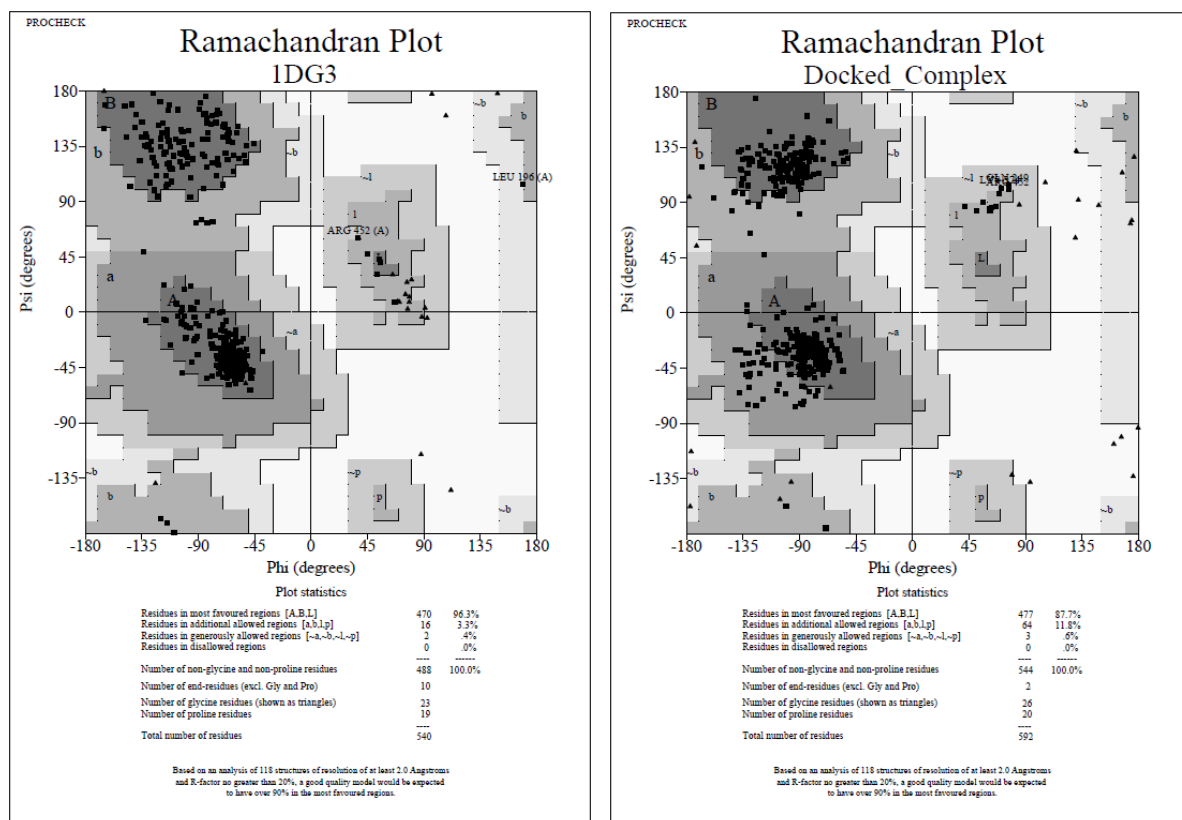 PROCHECK
Ramachandran Plot
1DG3
B
~b
b
b
~b
LEU 196 (A)
~l
l
ARG 452 (A)
L
a
A
~a
~b
~p
b
p
~b
180
135
90
45
0
-45
-90
-135
Psi (degrees)
-180 -135 -90 -45 0 45 90 135 180
Phi (degrees)
Plot statistics
Residues in most favoured regions [A,B,L] 470 96.3%
Residues in additional allowed regions [a,b,l,p] 16 3.3%
Residues in generously allowed regions [~a,~b,~l,~p] 2 .4%
Residues in disallowed regions 0 .0%
---- ------
Number of non-glycine and non-proline residues 488 100.0%
Number of end-residues (excl. Gly and Pro) 10
Number of glycine residues (shown as triangles) 23
Number of proline residues 19
----
Total number of residues 540
Based on an analysis of 118 structures of resolution of at least 2.0 Angstroms
and R-factor no greater than 20%, a good quality model would be expected
to have over 90% in the most favoured regions.
PROCHECK
Ramachandran Plot
Docked_Complex
B
~b
b
b
~b
~l
l
L
a
A
~a
~b
~p
b
p
~b
180
135
90
45
0
-45
-90
-135
Psi (degrees)
-180 -135 -90 -45 0 45 90 135 180
Phi (degrees)
Plot statistics
Residues in most favoured regions [A,B,L] 477 87.7%
Residues in additional allowed regions [a,b,l,p] 64 11.8%
Residues in generously allowed regions [~a,~b,~l,~p] 3 .6%
Residues in disallowed regions 0 .0%
---- ------
Number of non-glycine and non-proline residues 544 100.0%
Number of end-residues (excl. Gly and Pro) 2
Number of glycine residues (shown as triangles) 26
Number of proline residues 20
----
Total number of residues 592
Based on an analysis of 118 structures of resolution of at least 2.0 Angstroms
and R-factor no greater than 20%, a good quality model would be expected
to have over 90% in the most favoured regions.